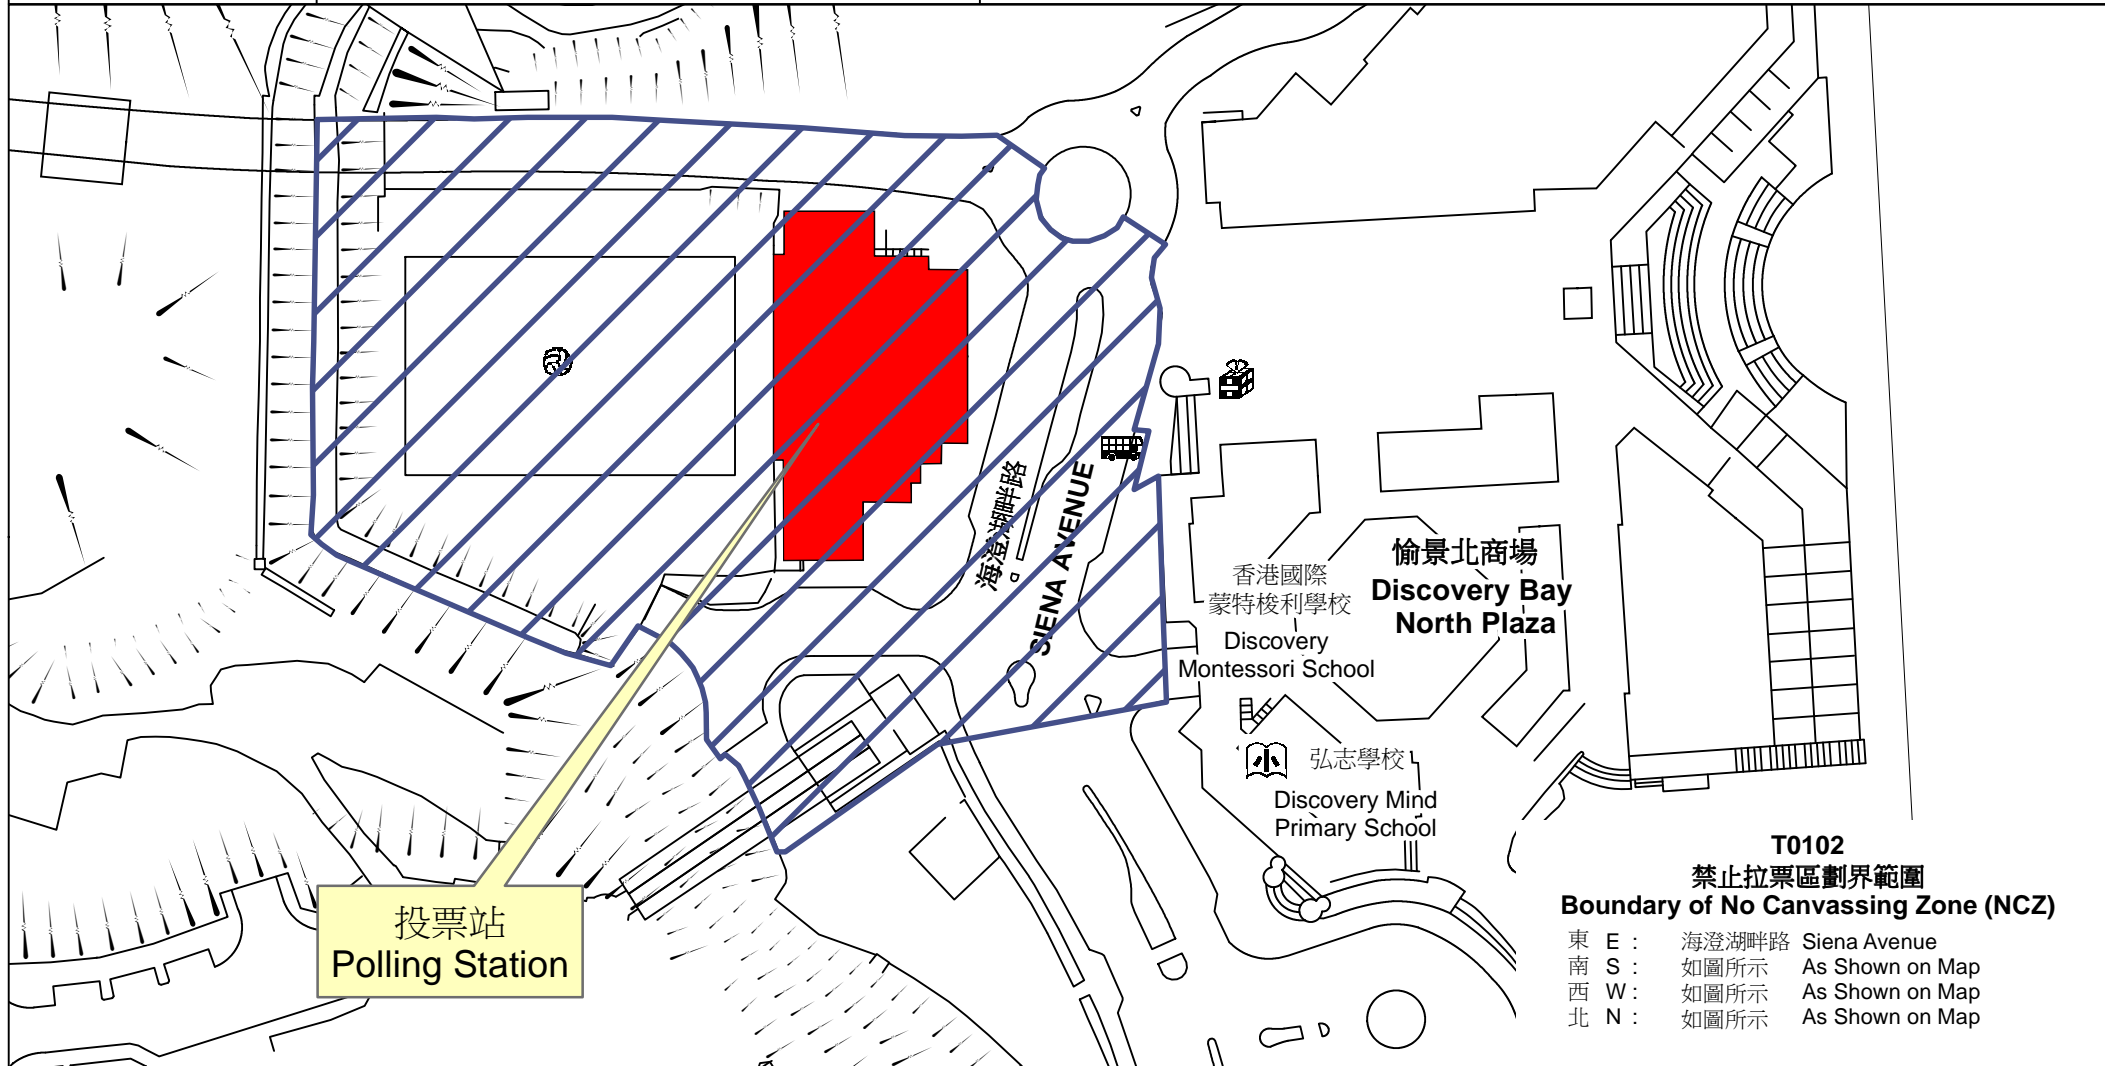 海澄湖畔路
SIENA AVENUE
香港國際
蒙特梭利學校
Discovery
Montessori School
愉景北商場
Discovery Bay
North Plaza
小
弘志學校
Discovery Mind
Primary School
投票站
Polling Station
T0102
禁止拉票區劃界範圍
Boundary of No Canvassing Zone (NCZ)
東 E : 海澄湖畔路 Siena Avenue
南 S : 如圖所示 As Shown on Map
西 W : 如圖所示 As Shown on Map
北 N : 如圖所示 As Shown on Map